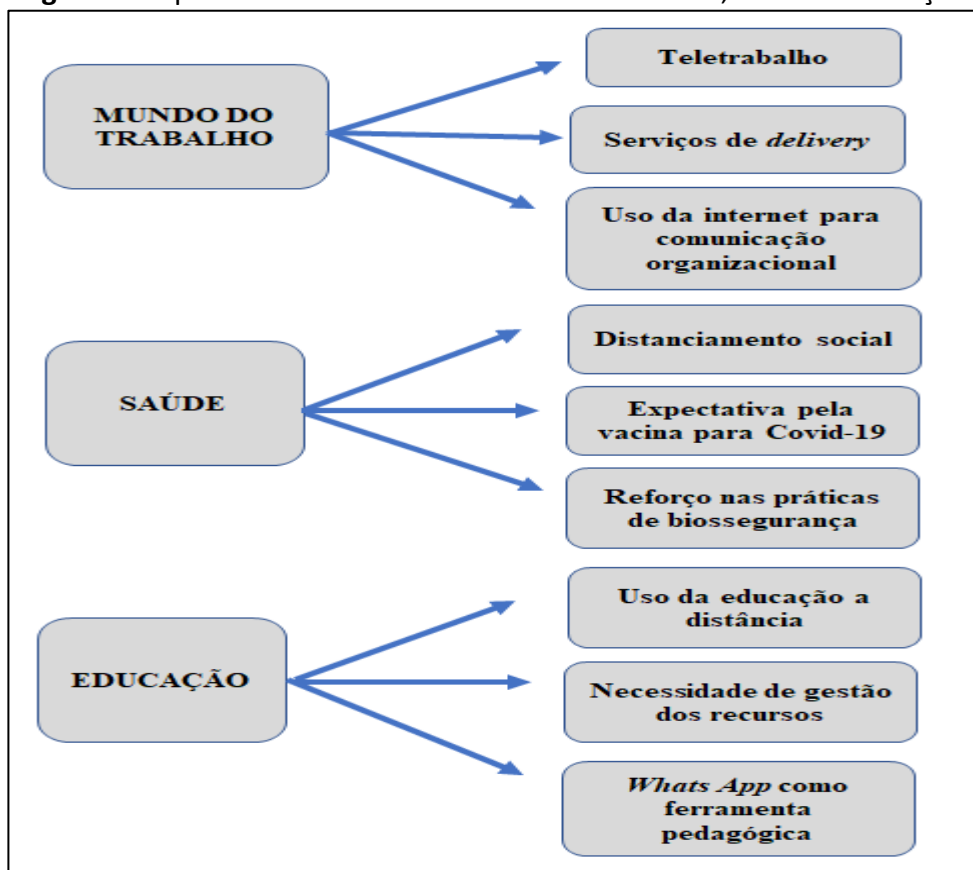 MUNDO DO
TRABALHO
Teletrabalho
Serviços de delivery
Uso da internet para
comunicação
organizacional
SAÚDE
Distanciamento social
Expectativa pela
vacina para Covid-19
Reforço nas práticas
de biossegurança
EDUCAÇÃO
Uso da educação a
distância
Necessidade de gestão
dos recursos
Whats App como
ferramenta
pedagógica